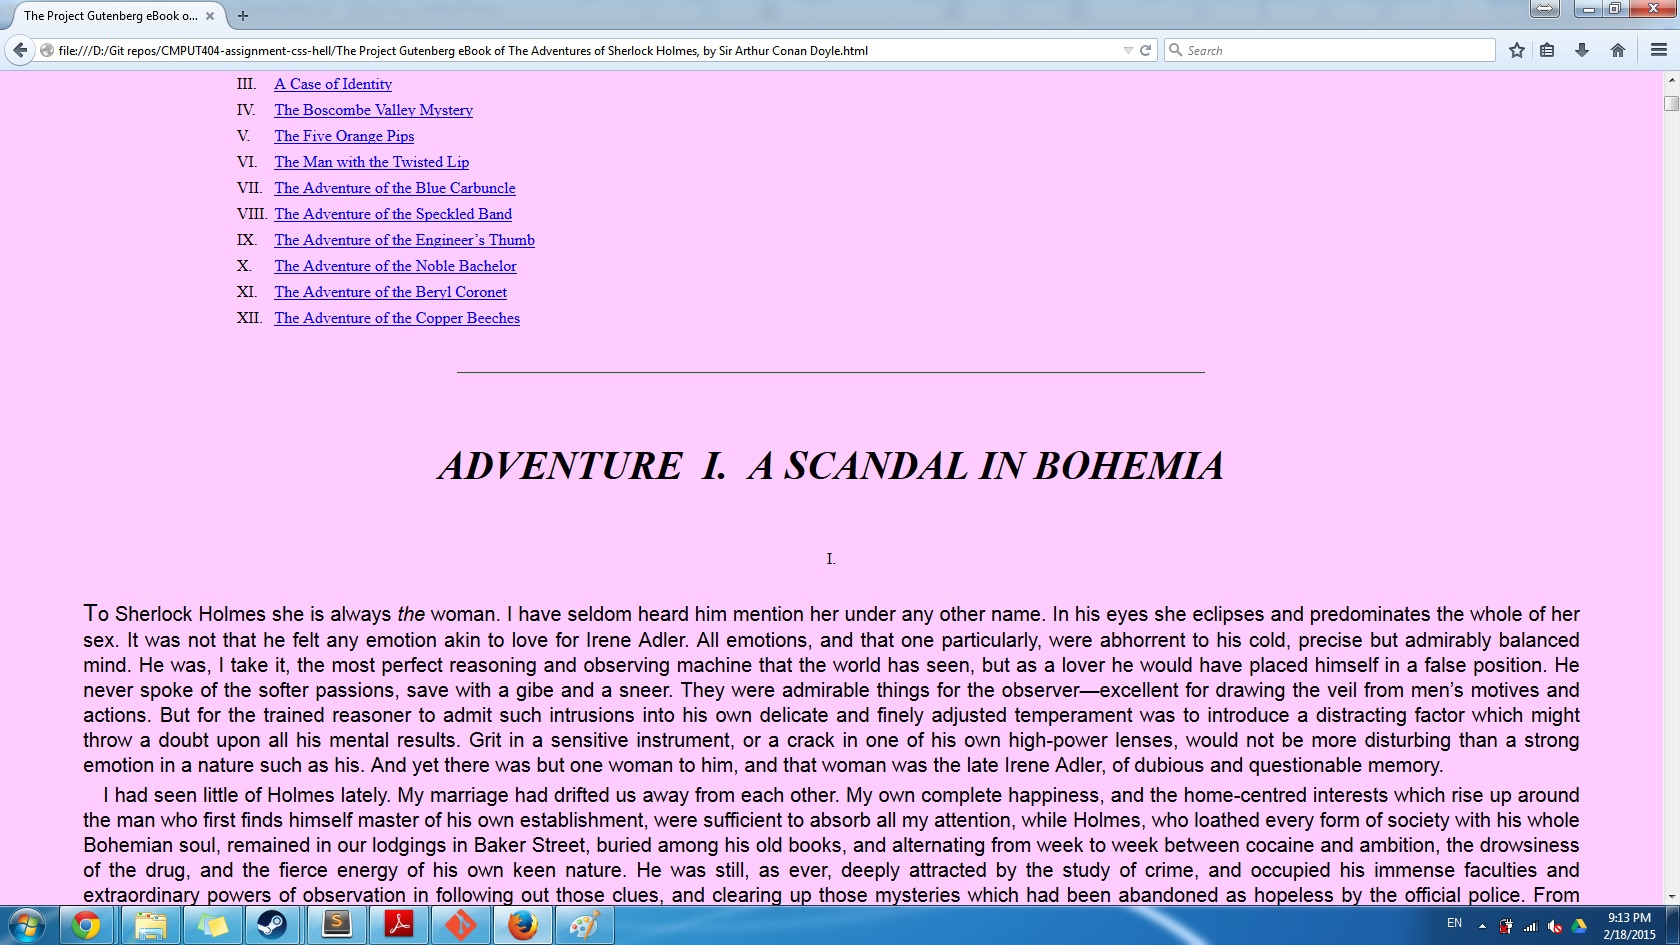 The Project Gutenberg eBook o...
file:///D:/Git repos/CMPUT404-assignment-css-hell/The Project Gutenberg eBook of The Adventures of Sherlock Holmes, by Sir Arthur Conan Doyle.html
Search
III. A Case of Identity
IV. The Boscombe Valley Mystery
V. The Five Orange Pips
VI. The Man with the Twisted Lip
VII. The Adventure of the Blue Carbuncle
VIII. The Adventure of the Speckled Band
IX. The Adventure of the Engineer’s Thumb
X. The Adventure of the Noble Bachelor
XI. The Adventure of the Beryl Coronet
XII. The Adventure of the Copper Beeches
ADVENTURE I. A SCANDAL IN BOHEMIA
I.
To Sherlock Holmes she is always the woman. I have seldom heard him mention her under any other name. In his eyes she eclipses and predominates the whole of her
sex. It was not that he felt any emotion akin to love for Irene Adler. All emotions, and that one particularly, were abhorrent to his cold, precise but admirably balanced
mind. He was, I take it, the most perfect reasoning and observing machine that the world has seen, but as a lover he would have placed himself in a false position. He
never spoke of the softer passions, save with a gibe and a sneer. They were admirable things for the observer—excellent for drawing the veil from men’s motives and
actions. But for the trained reasoner to admit such intrusions into his own delicate and finely adjusted temperament was to introduce a distracting factor which might
throw a doubt upon all his mental results. Grit in a sensitive instrument, or a crack in one of his own high-power lenses, would not be more disturbing than a strong
emotion in a nature such as his. And yet there was but one woman to him, and that woman was the late Irene Adler, of dubious and questionable memory.
I had seen little of Holmes lately. My marriage had drifted us away from each other. My own complete happiness, and the home-centred interests which rise up around
the man who first finds himself master of his own establishment, were sufficient to absorb all my attention, while Holmes, who loathed every form of society with his whole
Bohemian soul, remained in our lodgings in Baker Street, buried among his old books, and alternating from week to week between cocaine and ambition, the drowsiness
of the drug, and the fierce energy of his own keen nature. He was still, as ever, deeply attracted by the study of crime, and occupied his immense faculties and
extraordinary powers of observation in following out those clues, and clearing up those mysteries which had been abandoned as hopeless by the official police. From
EN
9:13 PM
2/18/2015